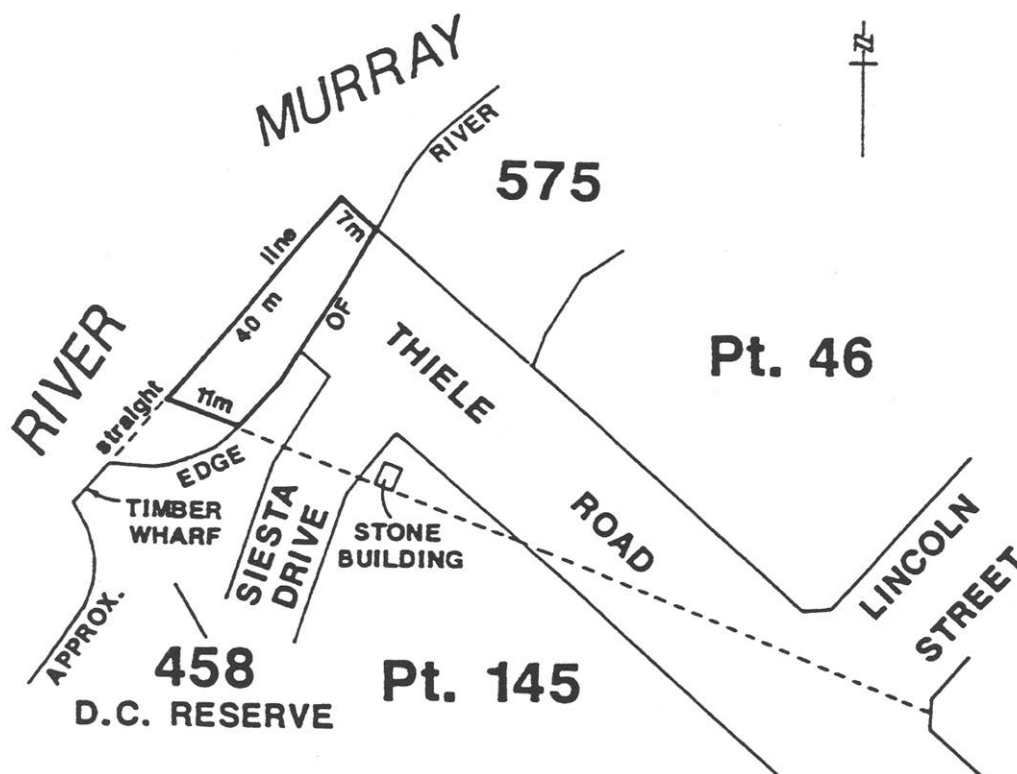 MURRAY
RIVER
N
RIVER
575
7m
line
40 m
OF
THIELE
ROAD
Pt. 46
straight
11m
EDGE
TIMBER
WHARF
SIESTA
DRIVE
STONE
BUILDING
LINCOLN
STREET
APPROX.
458
D.C. RESERVE
Pt. 145